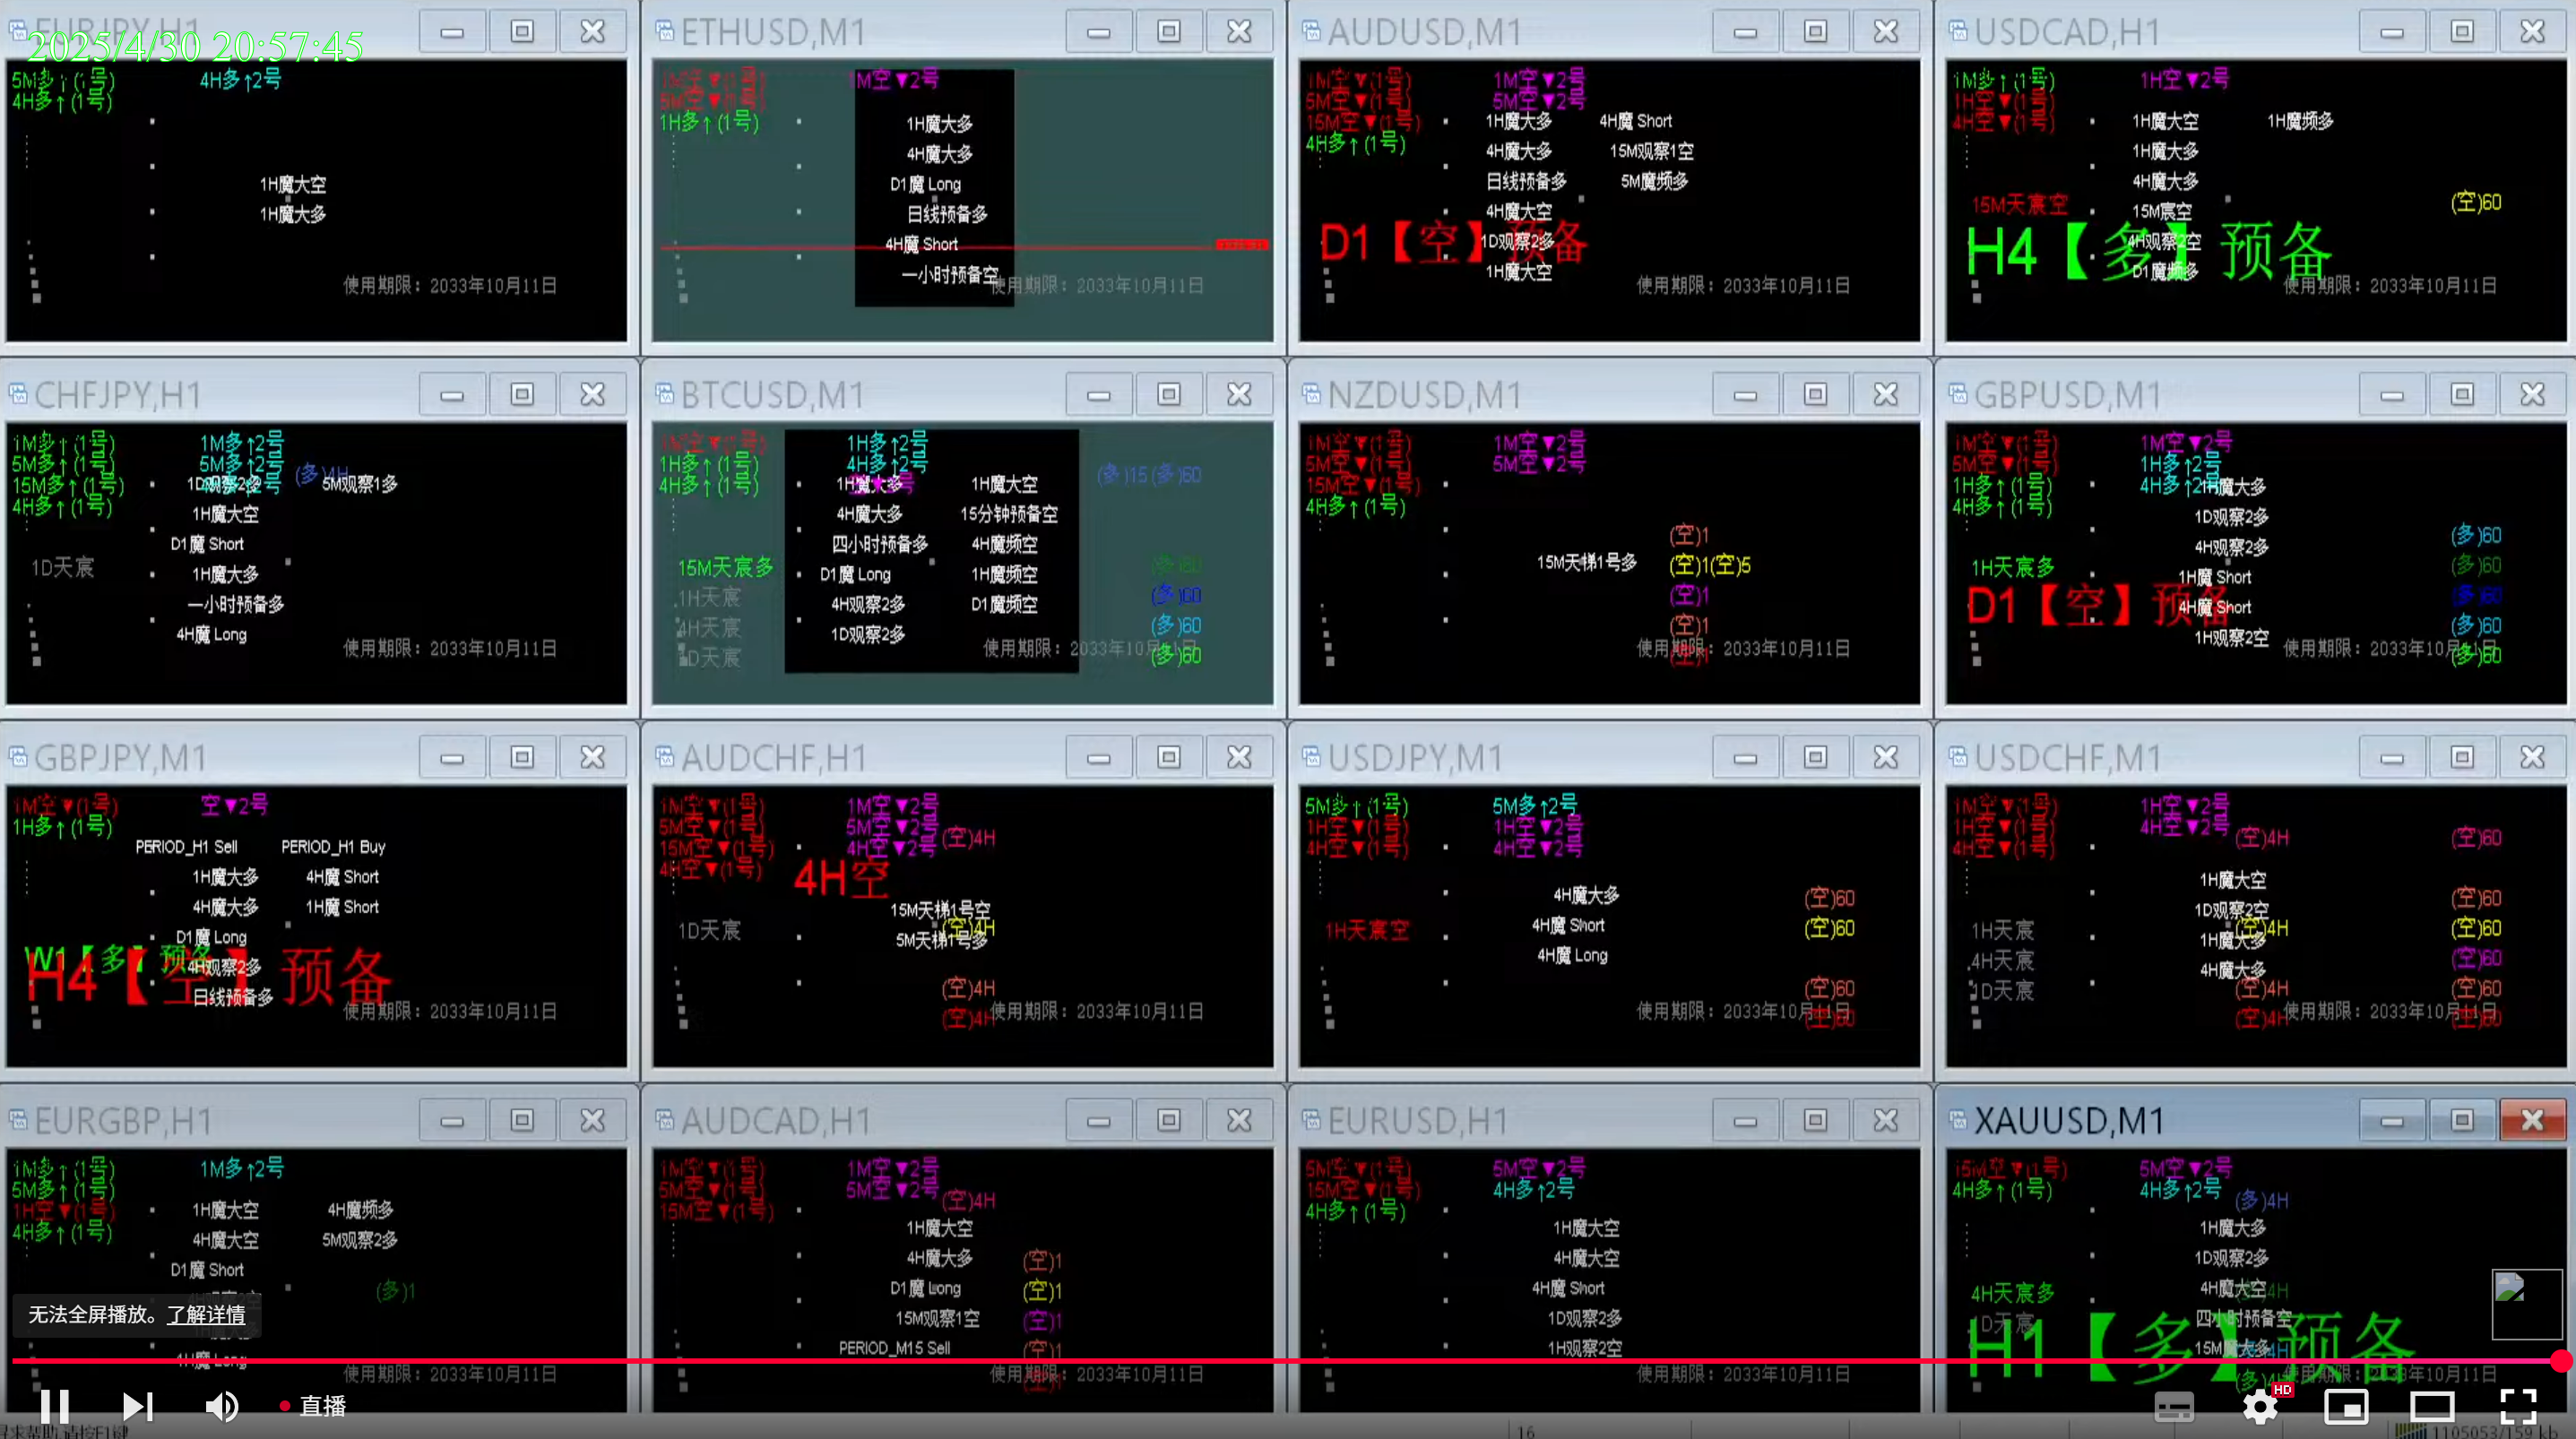 EURJPY,H1
2025/4/30 20:57:45
5M多↑(1号)
4H多↑2号
4H多↑(1号)
1H魔大空
1H魔大多
使用期限：2033年10月11日
ETHUSD,M1
1M空▼(1号)
1M空▼2号
5M空▼(1号)
1H多↑(1号)
1H魔大多
4H魔大多
D1魔 Long
日线预备多
4H魔 Short
一小时预备空
使用期限：2033年10月11日
AUDUSD,M1
1M空▼(1号)
1M空▼2号
5M空▼(1号)
5M空▼2号
15M空▼(1号)
1H魔大多
4H魔 Short
4H多↑(1号)
4H魔大多
15M观察1空
日线预备多
5M魔频多
4H魔大空
D1【空】预备
1D观察2多
1H魔大空
使用期限：2033年10月11日
USDCAD,H1
1M多↑(1号)
1H空▼2号
1H空▼(1号)
4H空▼(1号)
1H魔大空
1H魔频多
1H魔大多
4H魔大多
15M天宸空
15M宸空
(空)60
H4【多】预备
4H观察2空
D1魔频多
使用期限：2033年10月11日
CHFJPY,H1
1M多↑(1号)
1M多↑2号
5M多↑(1号)
5M多↑2号
(多)4H
15M多↑(1号)
1D观察2多
5M观察1多
4H多↑(1号)
1H魔大空
D1魔 Short
1D天宸
1H魔大多
一小时预备多
4H魔 Long
使用期限：2033年10月11日
BTCUSD,M1
1M空▼(1号)
1H多↑2号
1H多↑(1号)
4H多↑2号
(多)15(多)60
4H多↑(1号)
1H魔大多
1H魔大空
4H魔大多
15分钟预备空
四小时预备多
4H魔频空
15M天宸多
D1魔 Long
1H魔频空
(多)60
1H天宸
4H观察2多
D1魔频空
(多)60
4H天宸
1D观察2多
(多)60
1D天宸
(多)60
使用期限：2033年10月11日
NZDUSD,M1
1M空▼(1号)
1M空▼2号
5M空▼(1号)
5M空▼2号
15M空▼(1号)
4H多↑(1号)
(空)1
15M天梯1号多
(空)1(空)5
(空)1
(空)1
使用期限：2033年10月11日
GBPUSD,M1
1M空▼(1号)
1M空▼2号
5M空▼(1号)
1H多↑2号
1H多↑(1号)
4H多↑2号
1H魔大多
4H多↑(1号)
1D观察2多
4H观察2多
(多)60
1H天宸多
1H魔 Short
(多)60
D1【空】预备
4H魔 Short
(多)60
1H观察2空
(多)60
(多)60
使用期限：2033年10月11日
GBPJPY,M1
1M空▼(1号)
空▼2号
1H多↑(1号)
PERIOD_H1 Sell
PERIOD_H1 Buy
1H魔大多
4H魔 Short
4H魔大多
1H魔 Short
D1魔 Long
W1【多】预备
H4【空】预备
4H观察2多
日线预备多
使用期限：2033年10月11日
AUDCHF,H1
1M空▼(1号)
1M空▼2号
5M空▼(1号)
5M空▼2号
(空)4H
15M空▼(1号)
4H空▼2号
4H空▼(1号)
4H空
15M天梯1号空
1D天宸
(空)4H
5M天梯1号多
(空)4H
(空)4H
使用期限：2033年10月11日
USDJPY,M1
5M多↑(1号)
5M多↑2号
1H空▼(1号)
1H空▼2号
4H空▼(1号)
4H空▼2号
4H魔大多
(空)60
1H天宸空
4H魔 Short
(空)60
4H魔 Long
(空)60
(空)60
使用期限：2033年10月11日
USDCHF,M1
1M空▼(1号)
1H空▼2号
1H空▼(1号)
4H空▼2号
(空)4H
(空)60
4H空▼(1号)
1H魔大空
1D观察2空
(空)60
1H天宸
(空)4H
(空)60
1H魔大多
4H天宸
4H魔大多
(空)60
1D天宸
(空)4H
(空)60
(空)4H
(空)60
使用期限：2033年10月11日
EURGBP,H1
1M多↑(1号)
1M多↑2号
5M多↑(1号)
1H空▼(1号)
1H魔大空
4H魔频多
4H多↑(1号)
4H魔大空
5M观察2多
D1魔 Short
(多)1
4H观察2空
4H魔 Long
使用期限：2033年10月11日
AUDCAD,H1
1M空▼(1号)
1M空▼2号
5M空▼(1号)
5M空▼2号
(空)4H
15M空▼(1号)
1H魔大空
4H魔大多
(空)1
D1魔 Long
(空)1
15M观察1空
(空)1
PERIOD_M15 Sell
(空)1
使用期限：2033年10月11日
EURUSD,H1
5M空▼(1号)
5M空▼2号
15M空▼(1号)
4H多↑2号
4H多↑(1号)
1H魔大空
4H魔大空
4H魔 Short
1D观察2多
1H观察2空
使用期限：2033年10月11日
XAUUSD,M1
15M空▼(1号)
5M空▼2号
4H多↑(1号)
4H多↑2号
(多)4H
1H魔大多
1D观察2多
4H天宸多
4H魔大空
1D天宸
四小时预备空
H1【多】预备
15M魔大多
使用期限：2033年10月11日
无法全屏播放。了解详情
直播
HD
寻求帮助,请按F1键
16
1105053/159 kb